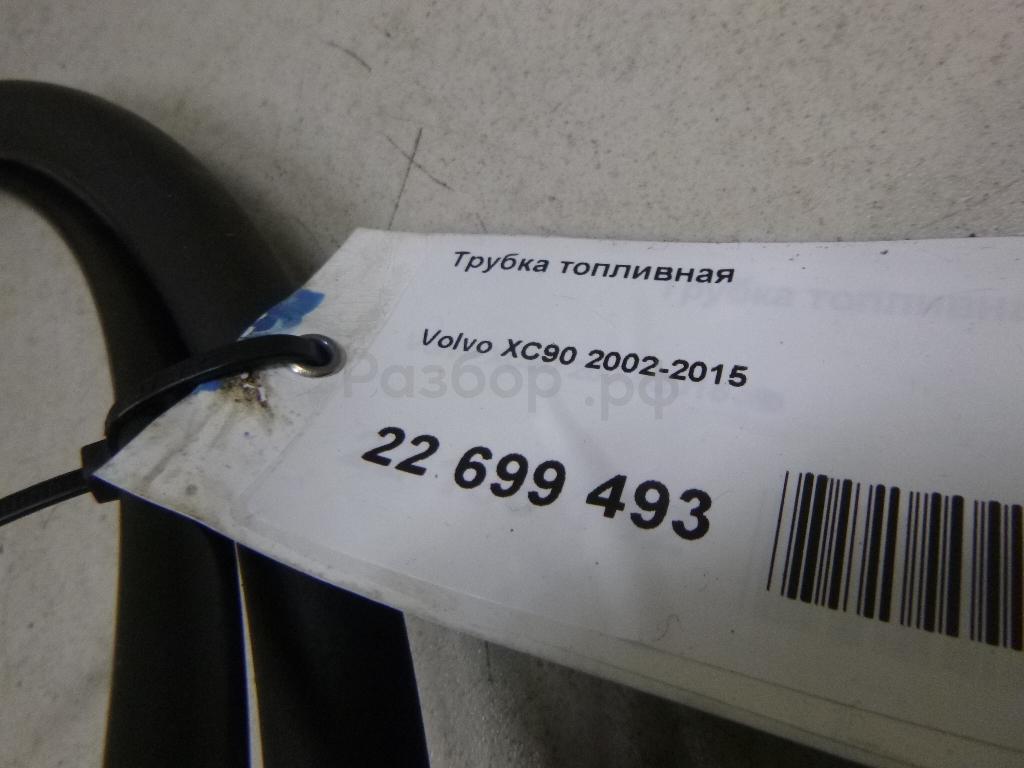 Трубка топливная
Volvo XC90 2002-2015
Разбор.рф
22 699 493